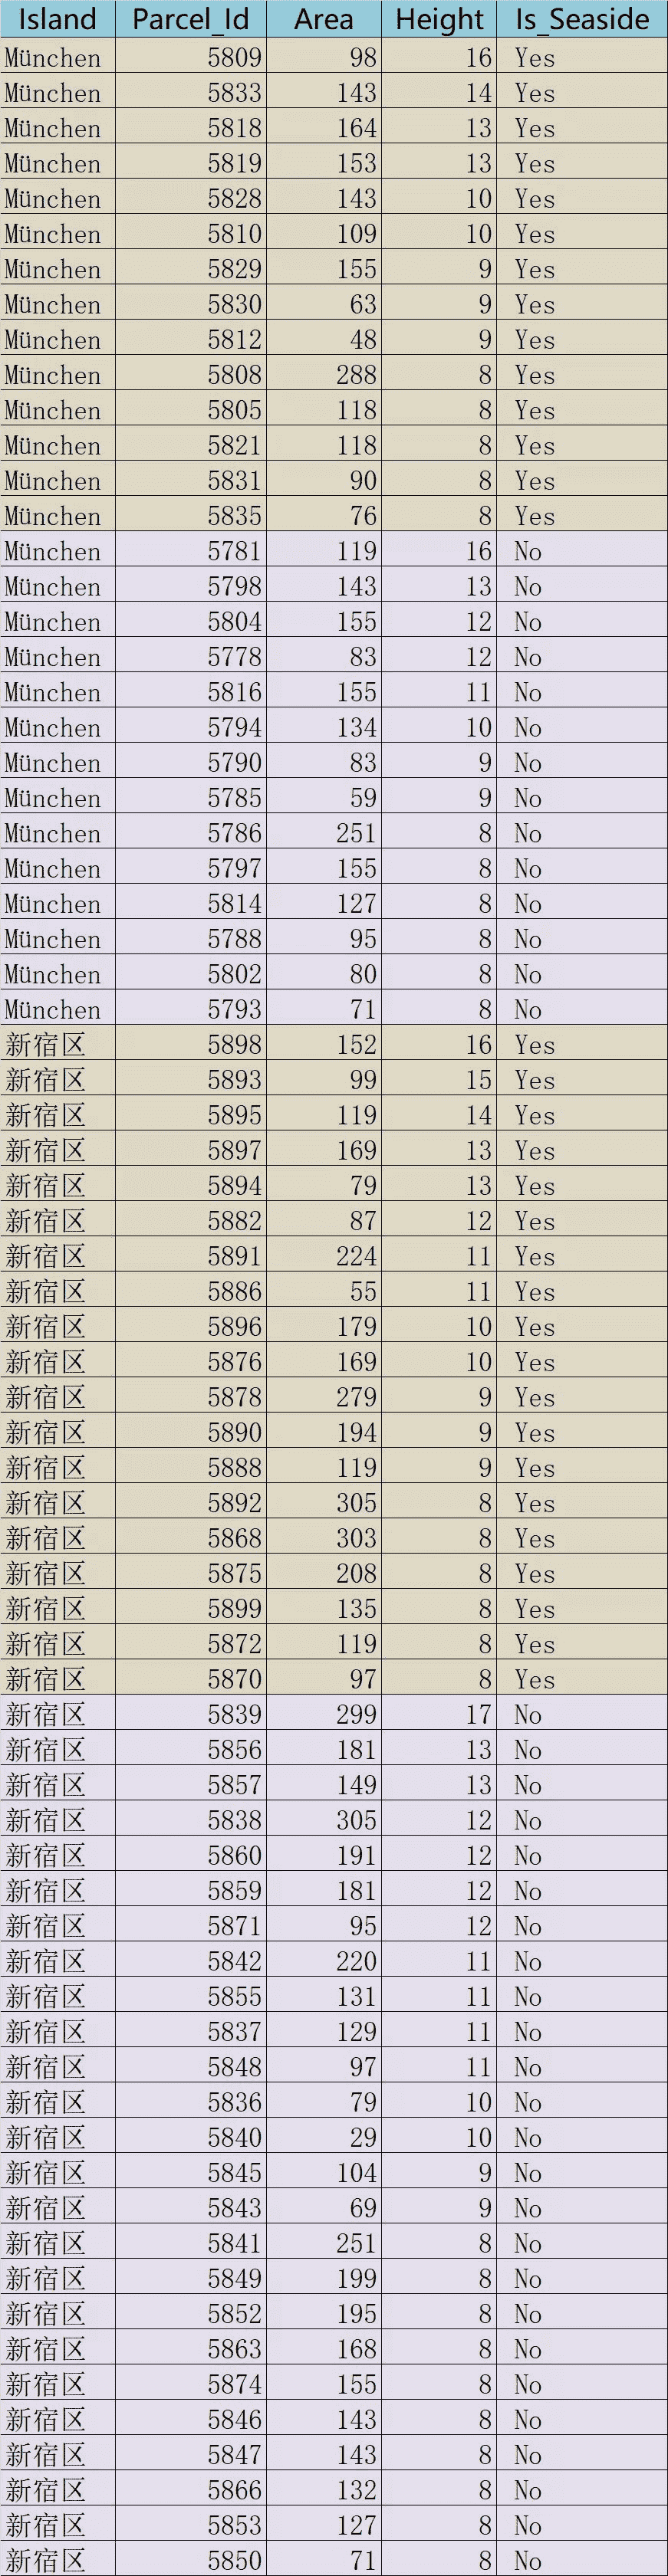 Island Parcel_Id Area Height Is_Seaside
München 5809 98 16 Yes
München 5833 143 14 Yes
München 5818 164 13 Yes
München 5819 153 13 Yes
München 5828 143 10 Yes
München 5810 109 10 Yes
München 5829 155 9 Yes
München 5830 63 9 Yes
München 5812 48 9 Yes
München 5808 288 8 Yes
München 5805 118 8 Yes
München 5821 118 8 Yes
München 5831 90 8 Yes
München 5835 76 8 Yes
München 5781 119 16 No
München 5798 143 13 No
München 5804 155 12 No
München 5778 83 12 No
München 5816 155 11 No
München 5794 134 10 No
München 5790 83 9 No
München 5785 59 9 No
München 5786 251 8 No
München 5797 155 8 No
München 5814 127 8 No
München 5788 95 8 No
München 5802 80 8 No
München 5793 71 8 No
新宿区 5898 152 16 Yes
新宿区 5893 99 15 Yes
新宿区 5895 119 14 Yes
新宿区 5897 169 13 Yes
新宿区 5894 79 13 Yes
新宿区 5882 87 12 Yes
新宿区 5891 224 11 Yes
新宿区 5886 55 11 Yes
新宿区 5896 179 10 Yes
新宿区 5876 169 10 Yes
新宿区 5878 279 9 Yes
新宿区 5890 194 9 Yes
新宿区 5888 119 9 Yes
新宿区 5892 305 8 Yes
新宿区 5868 303 8 Yes
新宿区 5875 208 8 Yes
新宿区 5899 135 8 Yes
新宿区 5872 119 8 Yes
新宿区 5870 97 8 Yes
新宿区 5839 299 17 No
新宿区 5856 181 13 No
新宿区 5857 149 13 No
新宿区 5838 305 12 No
新宿区 5860 191 12 No
新宿区 5859 181 12 No
新宿区 5871 95 12 No
新宿区 5842 220 11 No
新宿区 5855 131 11 No
新宿区 5837 129 11 No
新宿区 5848 97 11 No
新宿区 5836 79 10 No
新宿区 5840 29 10 No
新宿区 5845 104 9 No
新宿区 5843 69 9 No
新宿区 5841 251 8 No
新宿区 5849 199 8 No
新宿区 5852 195 8 No
新宿区 5863 168 8 No
新宿区 5874 155 8 No
新宿区 5846 143 8 No
新宿区 5847 143 8 No
新宿区 5866 132 8 No
新宿区 5853 127 8 No
新宿区 5850 71 8 No